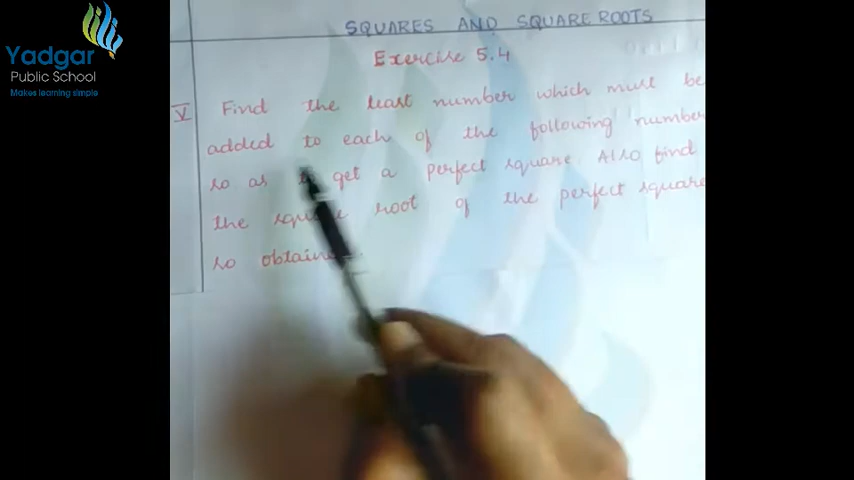 Yadgar
Public School
Makes learning simple
SQUARES AND SQUARE ROOTS
Exercise 5.4
V Find the least number which must be
added to each of the following number
so as to get a perfect square. Also find
the square root of the perfect square
so obtained